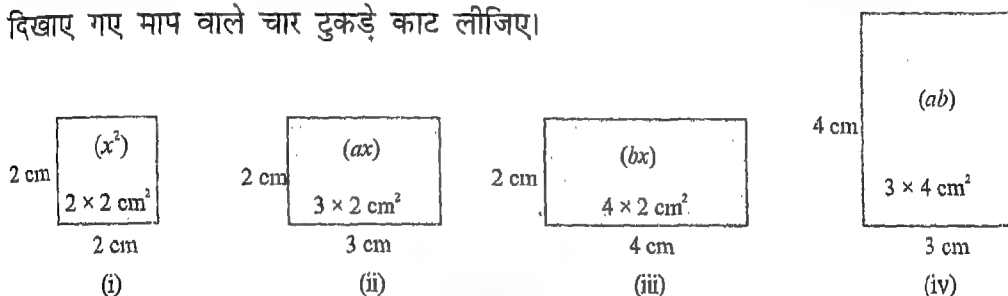 दिखाए गए माप वाले चार टुकड़े काट लीजिए।
(x²)
2 cm
2 × 2 cm²
2 cm
(i)
(ax)
2 cm
3 × 2 cm²
3 cm
(ii)
(bx)
2 cm
4 × 2 cm²
4 cm
(iii)
(ab)
4 cm
3 × 4 cm²
3 cm
(iv)